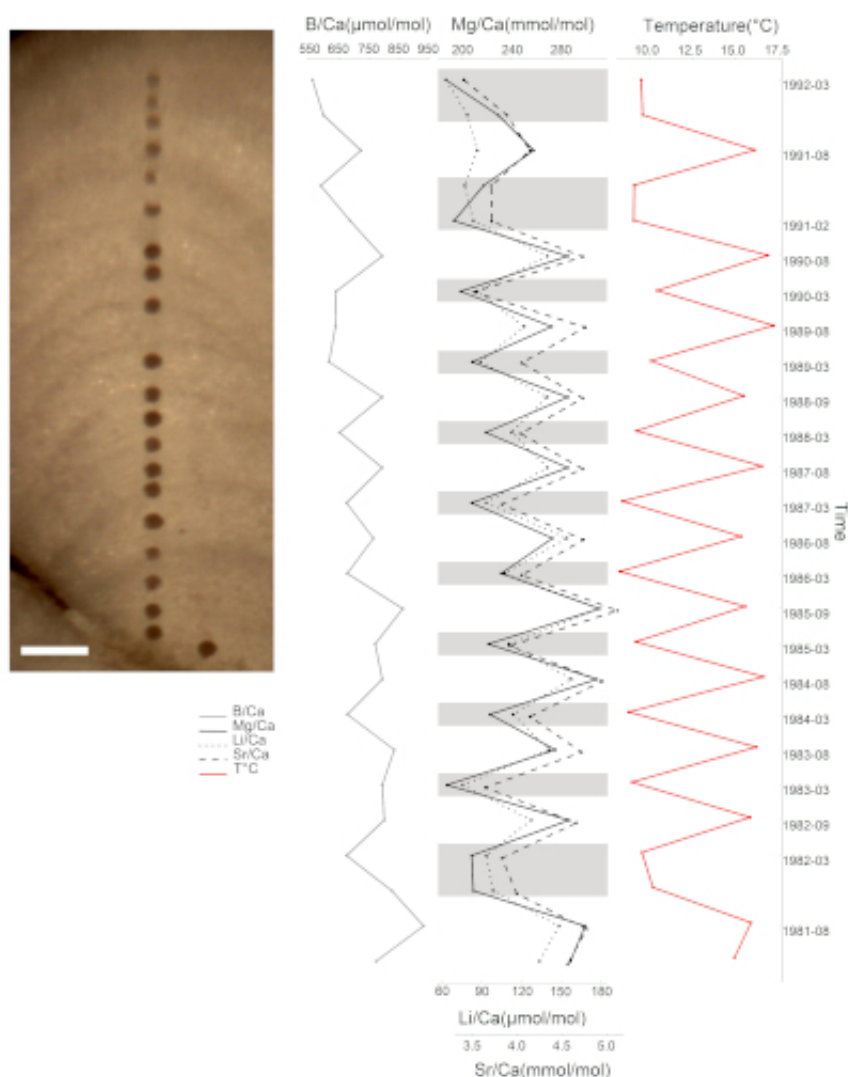 B/Ca(μmol/mol) Mg/Ca(mmol/mol) Temperature(°C)
550 650 750 850 950 200 240 280 10.0 12.5 15.0 17.5
1992-03
1991-08
1991-02
1990-08
1990-03
1989-08
1989-03
1988-09
1988-03
1987-08
1987-03
1986-08
1986-03
1985-09
1985-03
1984-08
1984-03
1983-08
1983-03
1982-09
1982-03
1981-08
Time
B/Ca
Mg/Ca
Li/Ca
Sr/Ca
T°C
60 90 120 150 180
Li/Ca(μmol/mol)
3.5 4.0 4.5 5.0
Sr/Ca(mmol/mol)